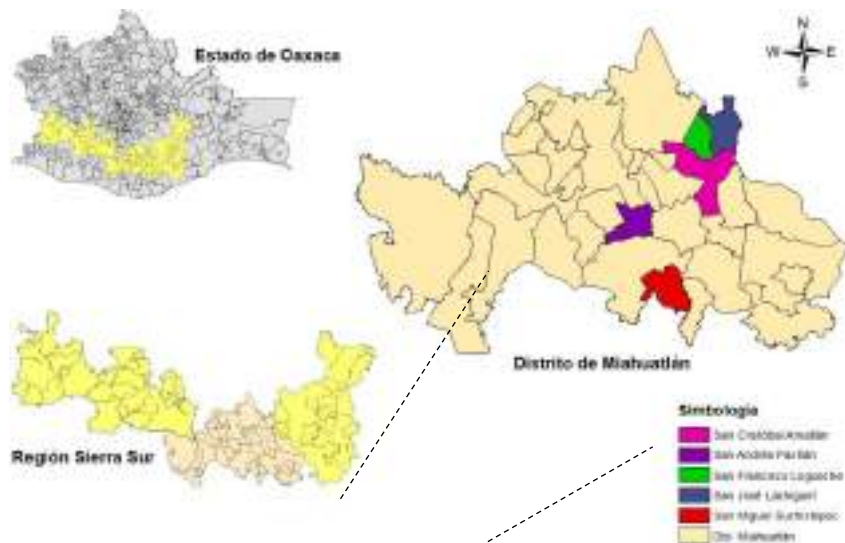 Estado de Oaxaca
N
W E
S
Distrito de Miahuatlán
Región Sierra Sur
Simbología
San Cristóbal Amatlán
San Andrés Paxtlán
San Francisco Logueche
San José Lachiguirí
San Miguel Suchixtepec
Dto. Miahuatlán